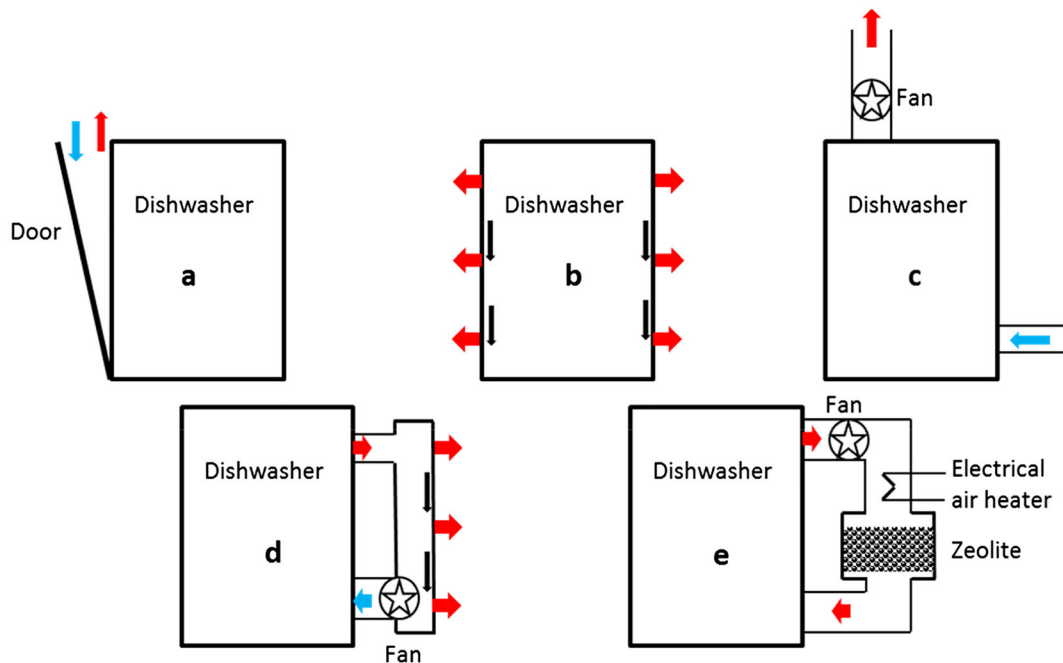 Fan
Door
Dishwasher
a
Dishwasher
b
Dishwasher
c
Dishwasher
d
Fan
Fan
Dishwasher
e
Electrical
air heater
Zeolite